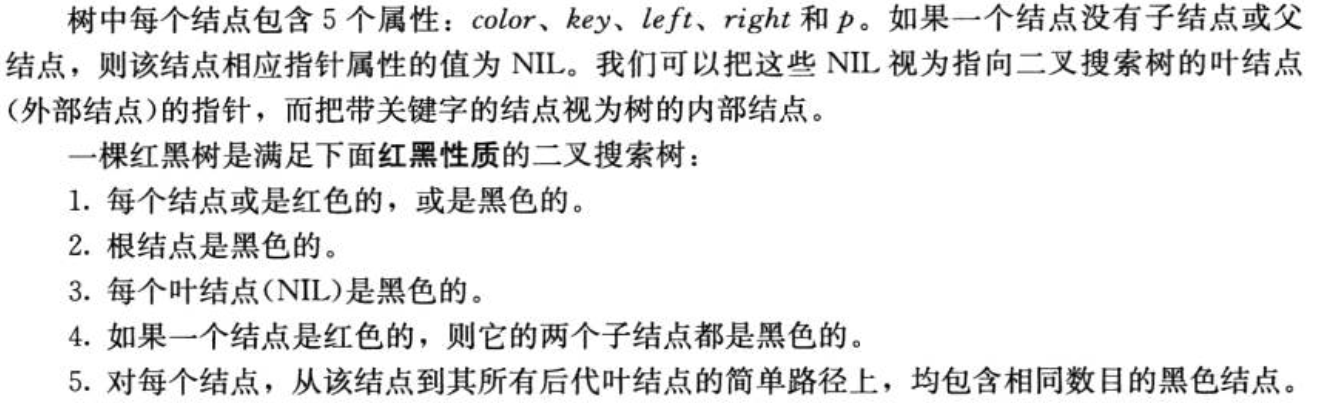 树中每个结点包含 5 个属性：color、key、left、right 和 p。如果一个结点没有子结点或父
结点，则该结点相应指针属性的值为 NIL。我们可以把这些 NIL 视为指向二叉搜索树的叶结点
(外部结点)的指针，而把带关键字的结点视为树的内部结点。
一棵红黑树是满足下面红黑性质的二叉搜索树：
1. 每个结点或是红色的，或是黑色的。
2. 根结点是黑色的。
3. 每个叶结点(NIL)是黑色的。
4. 如果一个结点是红色的，则它的两个子结点都是黑色的。
5. 对每个结点，从该结点到其所有后代叶结点的简单路径上，均包含相同数目的黑色结点。